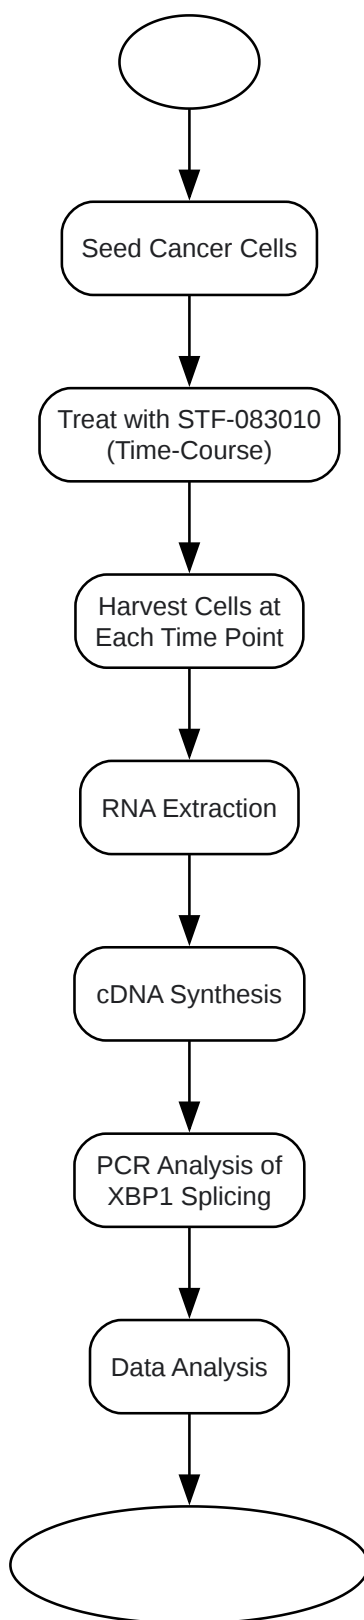 Seed Cancer Cells
Treat with STF-083010
(Time-Course)
Harvest Cells at
Each Time Point
RNA Extraction
cDNA Synthesis
PCR Analysis of
XBP1 Splicing
Data Analysis